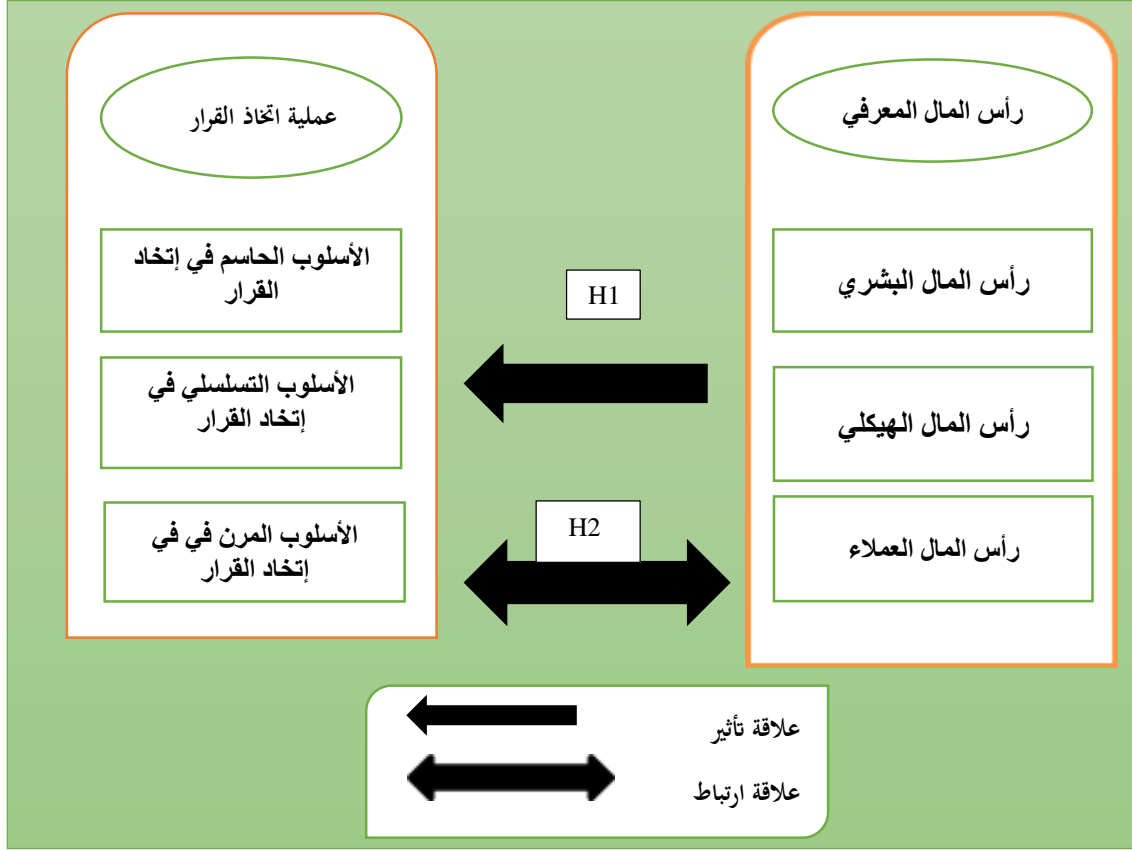 رأس المال المعرفي
رأس المال البشري
رأس المال الهيكلي
رأس المال العملاء
H1
H2
عملية اتخاذ القرار
الأسلوب الحاسم في إتخاد
القرار
الأسلوب التسلسلي في
إتخاد القرار
الأسلوب المرن في في
إتخاد القرار
علاقة تأثير
علاقة ارتباط